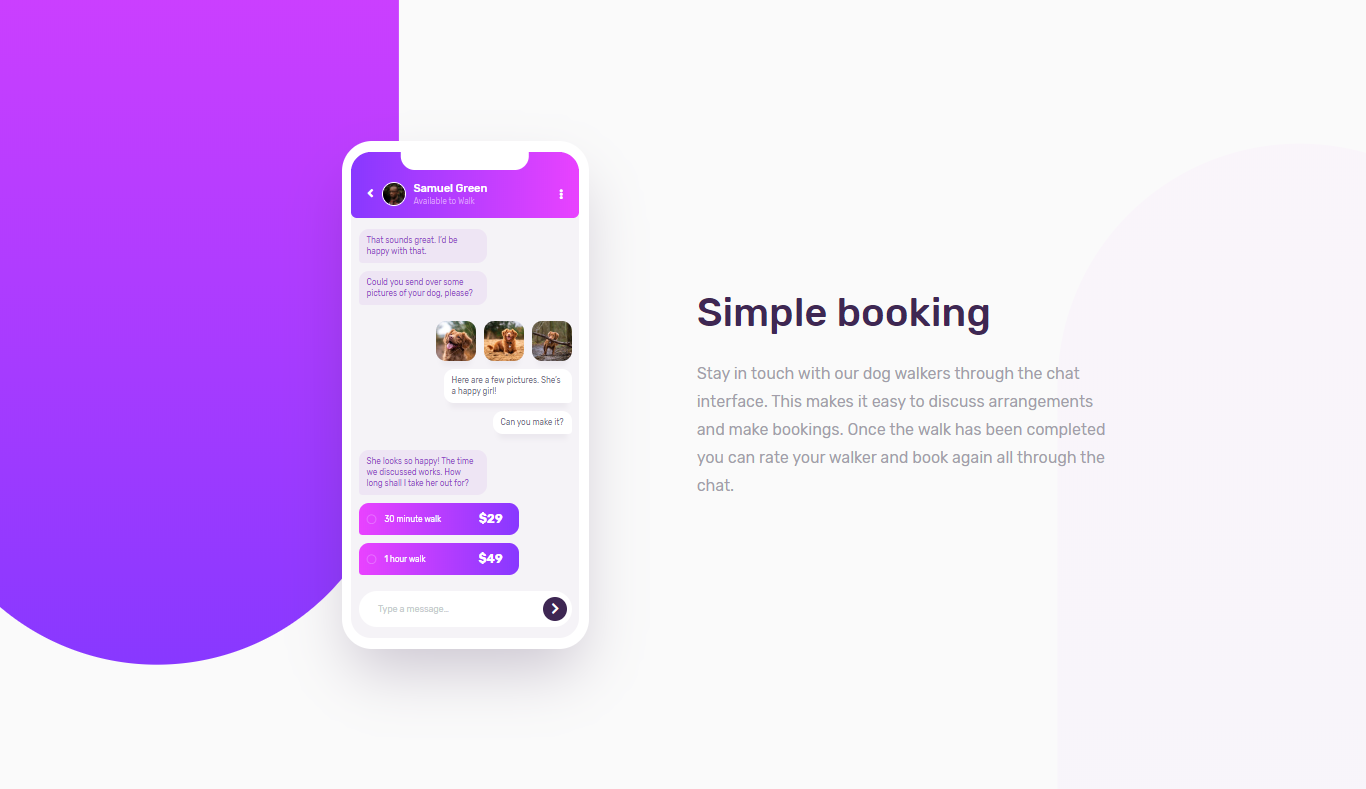 Samuel Green
Available to Walk
That sounds great. I'd be
happy with that.
Could you send over some
pictures of your dog, please?
Here are a few pictures. She's
a happy girl!
Can you make it?
She looks so happy! The time
we discussed works. How
long shall I take her out for?
30 minute walk $29
1 hour walk $49
Type a message…
Simple booking
Stay in touch with our dog walkers through the chat
interface. This makes it easy to discuss arrangements
and make bookings. Once the walk has been completed
you can rate your walker and book again all through the
chat.